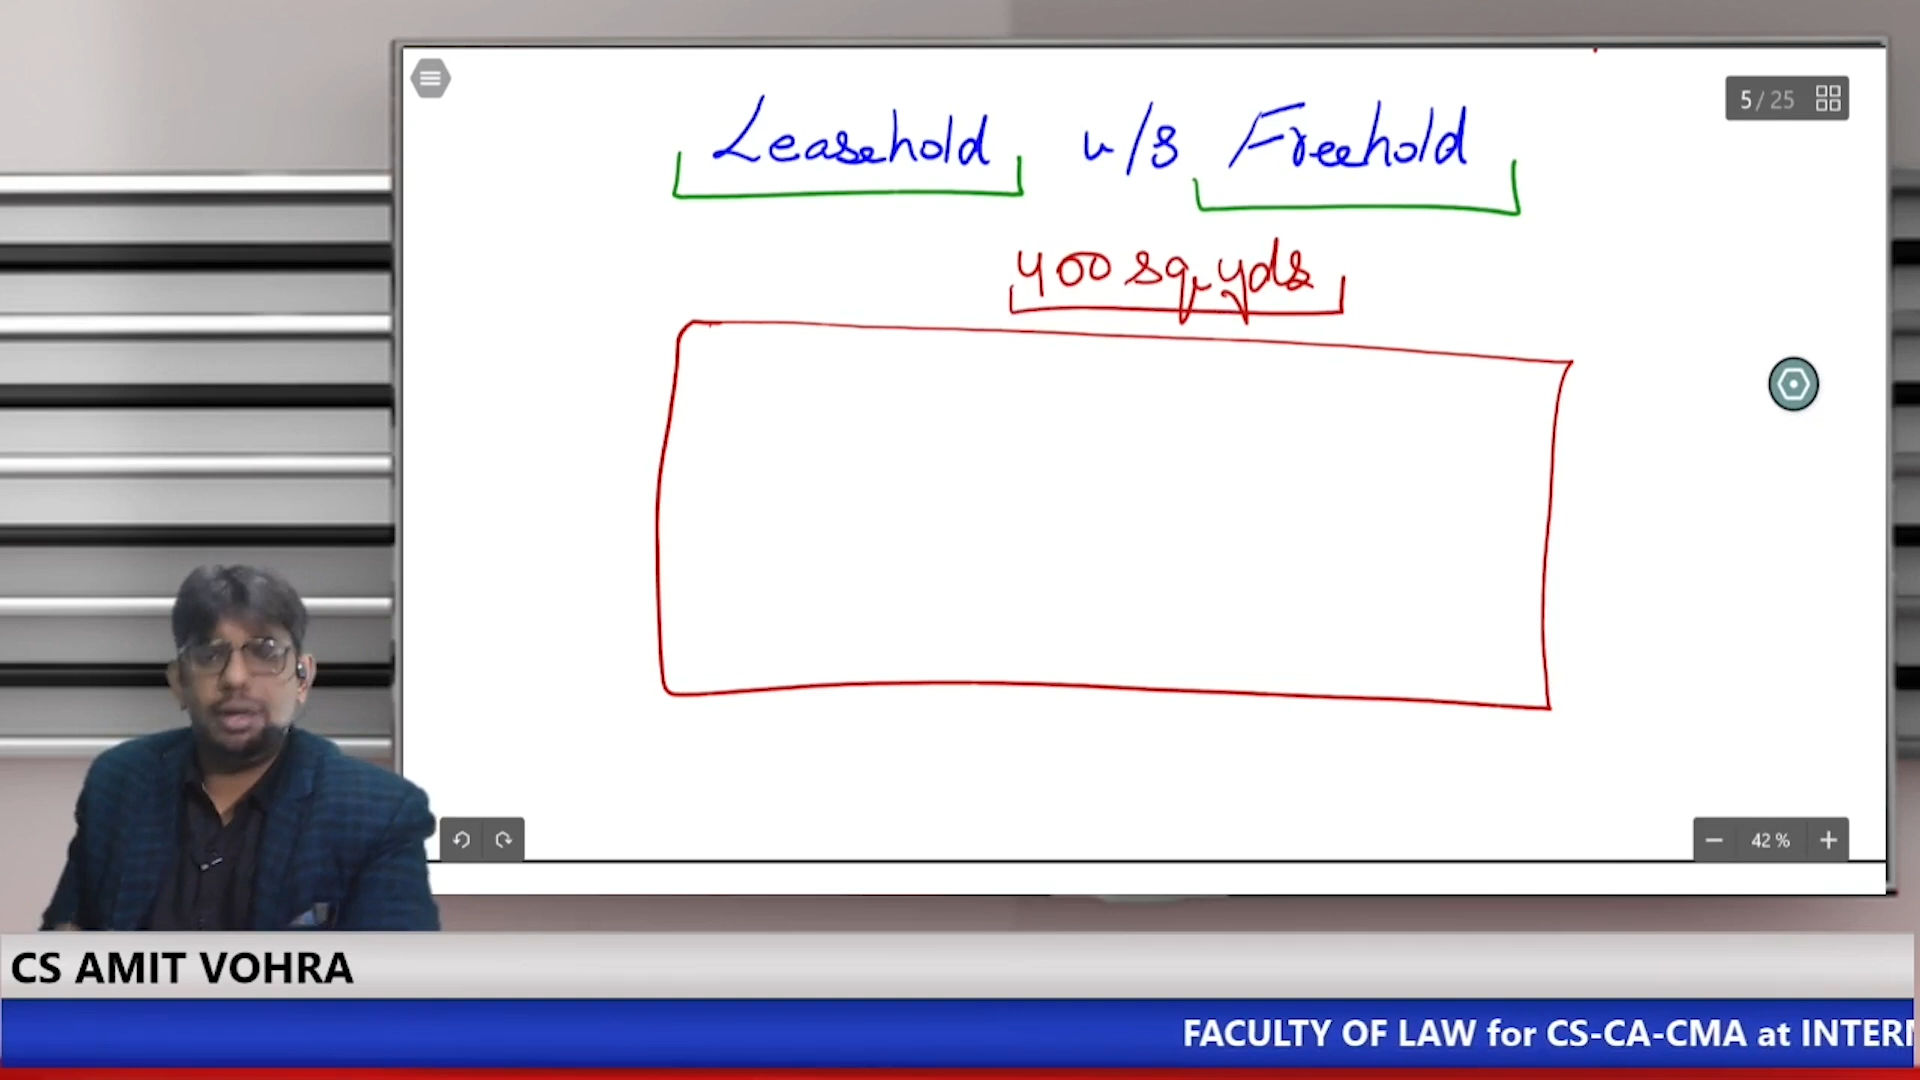 5 / 25
Leasehold v/s Freehold
400 sq. yds
42 %
CS AMIT VOHRA
FACULTY OF LAW for CS-CA-CMA at INTER